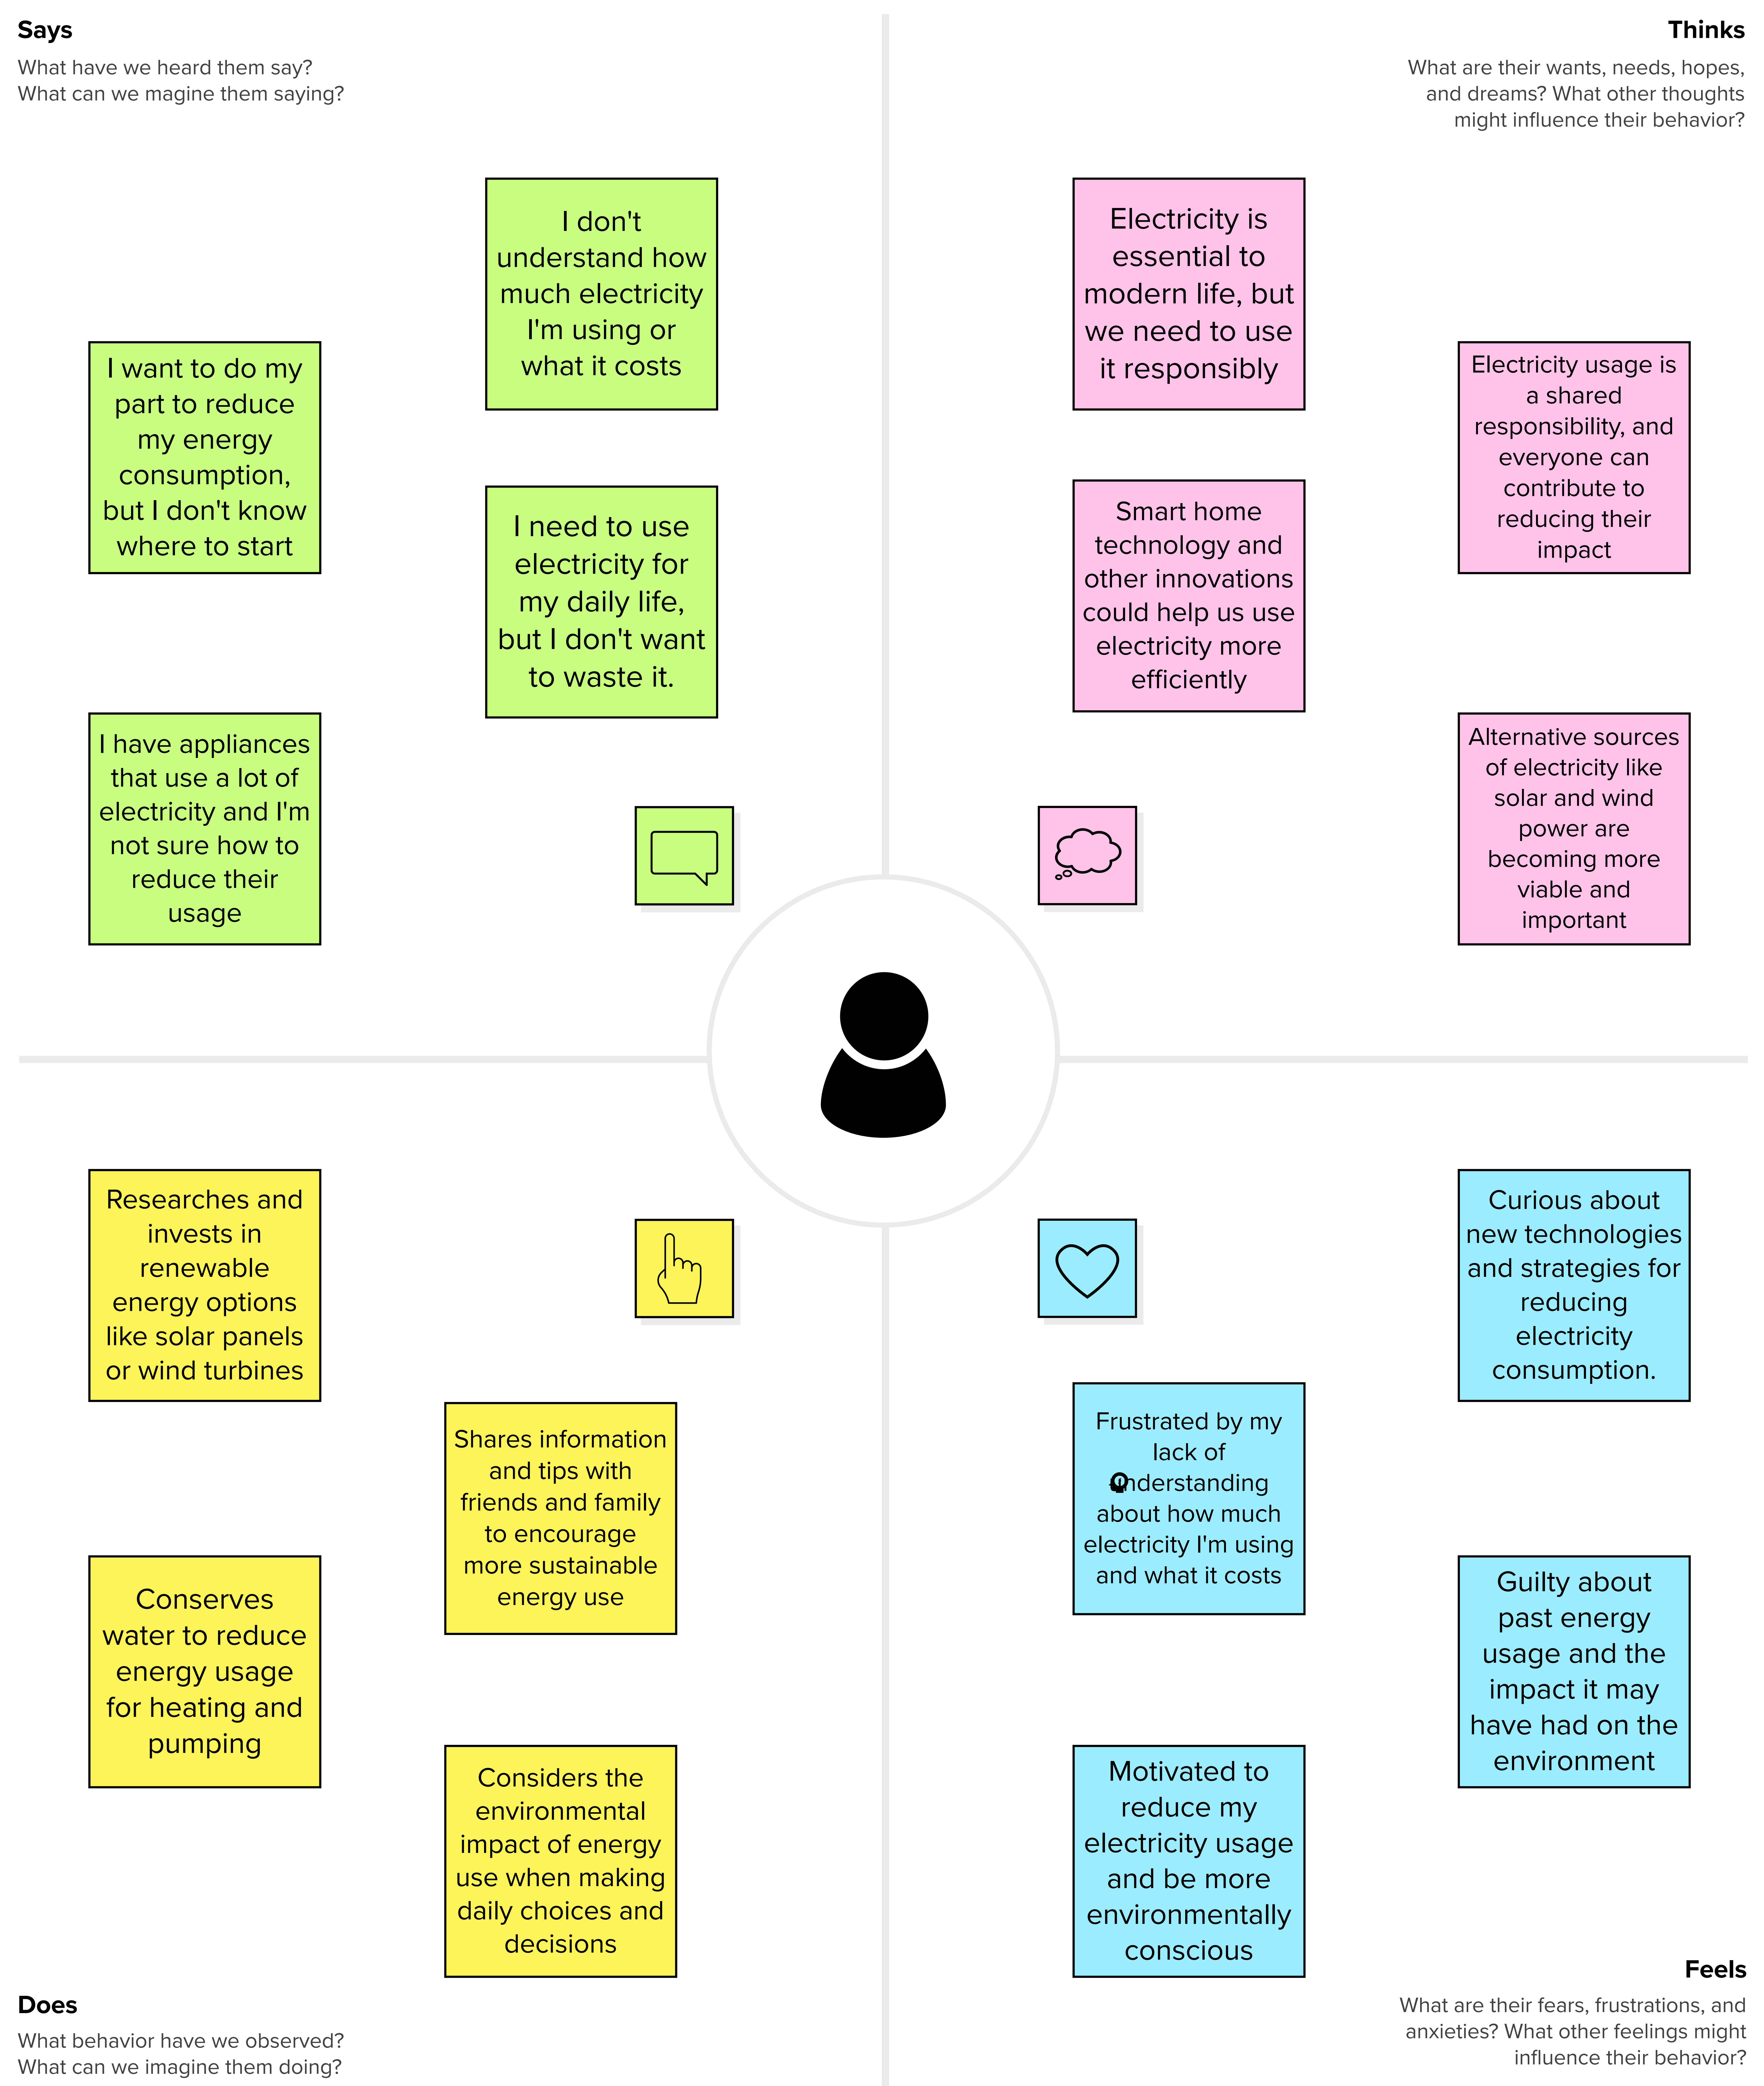 Says
What have we heard them say?
What can we magine them saying?
Thinks
What are their wants, needs, hopes,
and dreams? What other thoughts
might influence their behavior?
I don't
understand how
much electricity
I'm using or
what it costs
I want to do my
part to reduce
my energy
consumption,
but I don't know
where to start
I need to use
electricity for
my daily life,
but I don't want
to waste it.
I have appliances
that use a lot of
electricity and I'm
not sure how to
reduce their
usage
Electricity is
essential to
modern life, but
we need to use
it responsibly
Electricity usage is
a shared
responsibility, and
everyone can
contribute to
reducing their
impact
Smart home
technology and
other innovations
could help us use
electricity more
efficiently
Alternative sources
of electricity like
solar and wind
power are
becoming more
viable and
important
Researches and
invests in
renewable
energy options
like solar panels
or wind turbines
Shares information
and tips with
friends and family
to encourage
more sustainable
energy use
Conserves
water to reduce
energy usage
for heating and
pumping
Considers the
environmental
impact of energy
use when making
daily choices and
decisions
Curious about
new technologies
and strategies for
reducing
electricity
consumption.
Frustrated by my
lack of
understanding
about how much
electricity I'm using
and what it costs
Guilty about
past energy
usage and the
impact it may
have had on the
environment
Motivated to
reduce my
electricity usage
and be more
environmentally
conscious
Does
What behavior have we observed?
What can we imagine them doing?
Feels
What are their fears, frustrations, and
anxieties? What other feelings might
influence their behavior?